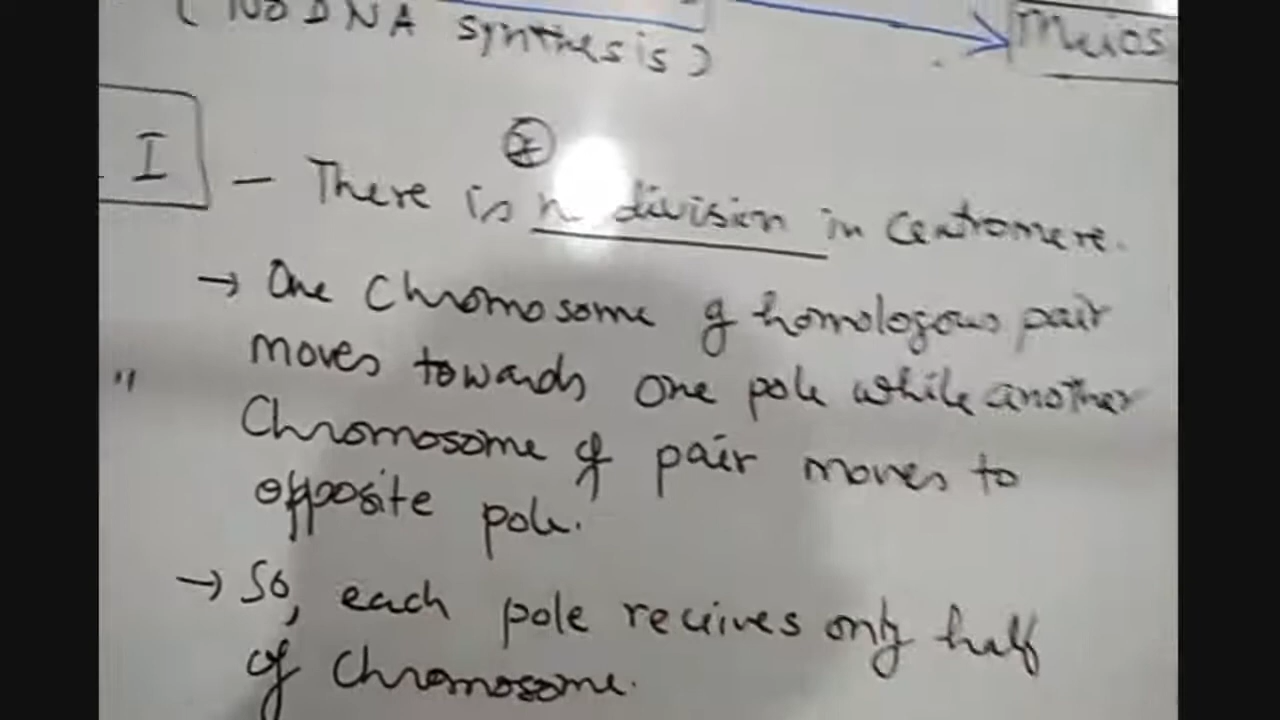 ( No DNA synthesis)
Meios
I - There is no division in Centromere.
→ One Chromosome of homologous pair
moves towards one pole while another
"
Chromosome of pair moves to
opposite pole.
→ So, each pole recives only half
of Chromosome.